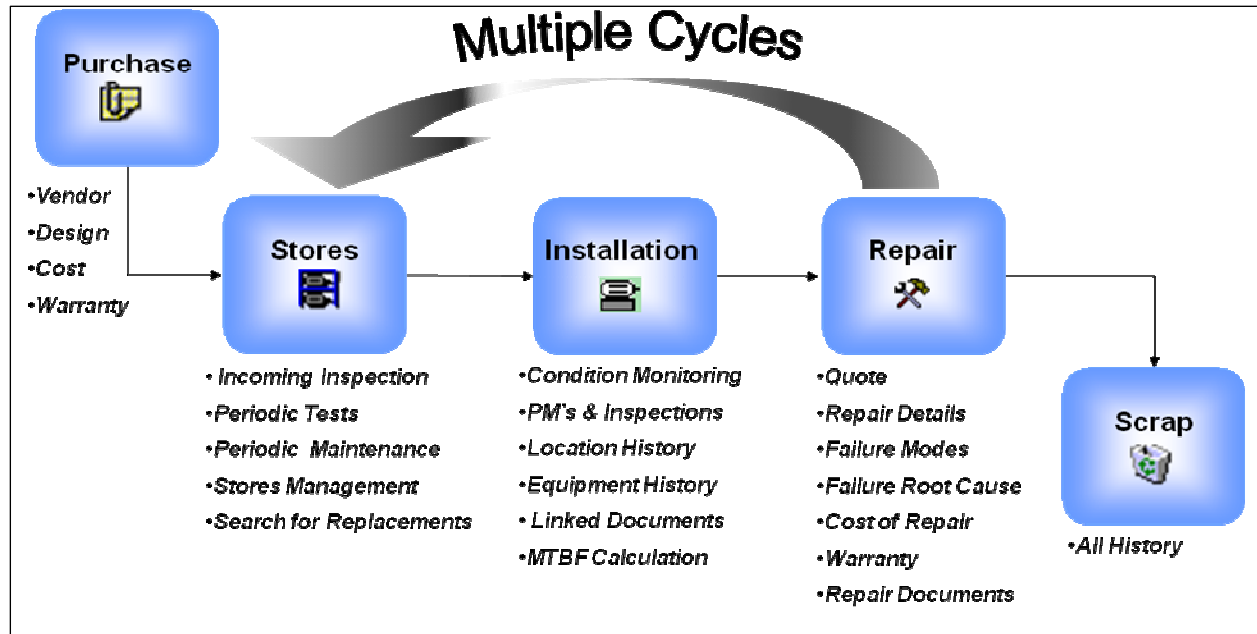 Multiple Cycles
Purchase
•Vendor
•Design
•Cost
•Warranty
Stores
• Incoming Inspection
•Periodic Tests
•Periodic Maintenance
•Stores Management
•Search for Replacements
Installation
•Condition Monitoring
•PM's & Inspections
•Location History
•Equipment History
• Linked Documents
•MTBF Calculation
Repair
•Quote
•Repair Details
•Failure Modes
•Failure Root Cause
•Cost of Repair
•Warranty
•Repair Documents
Scrap
•All History